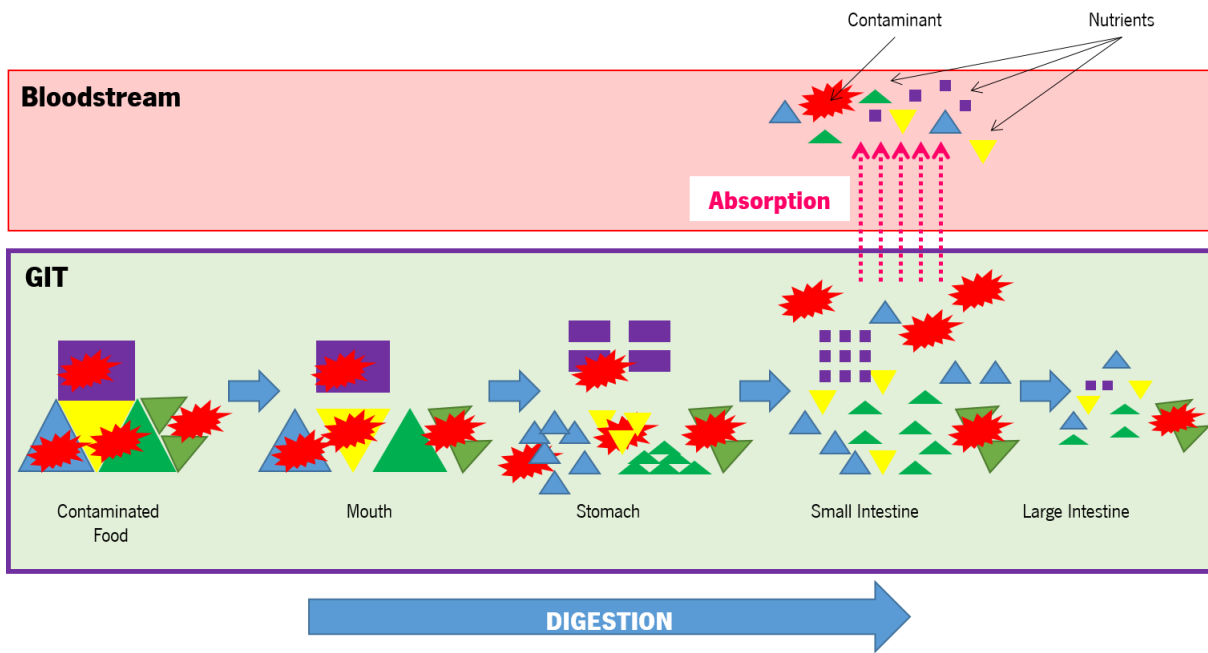 Contaminant
Nutrients
Bloodstream
Absorption
GIT
Contaminated
Food
Mouth
Stomach
Small Intestine
Large Intestine
DIGESTION